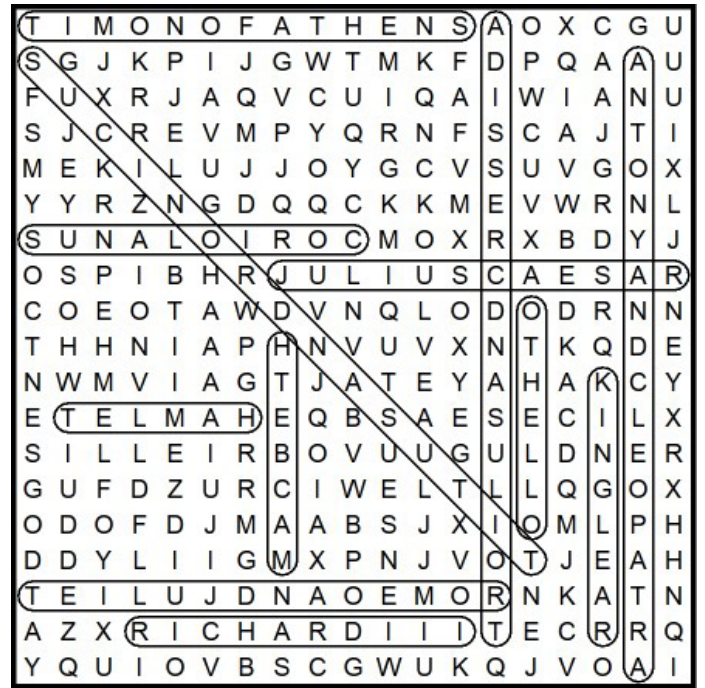 T I M O N O F A T H E N S A O X C G U
S G J K P I J G W T M K F D P Q A A U
F U X R J A Q V C U I Q A I W I A N U
S J C R E V M P Y Q R N F S C A J T I
M E K I L U J J O Y G C V S U V G O X
Y Y R Z N G D Q Q C K K M E V W R N L
S U N A L O I R O C M O X R X B D Y J
O S P I B H R J U L I U S C A E S A R
C O E O T A W D V N Q L O D O D R N N
T H H N I A P H N V U V X N T K Q D E
N W M V I A G T J A T E Y A H A K C Y
E T E L M A H E Q B S A E S E C I L X
S I L L E I R B O V U U G U L D N E R
G U F D Z U R C I W E L T L L Q G O X
O D O F D J M A A B S J X I O M L P H
D D Y L I I G M X P N J V O T J E A H
T E I L U J D N A O E M O R N K A T N
A Z X R I C H A R D I I I T E C R R Q
Y Q U I O V B S C G W U K Q J V O A I